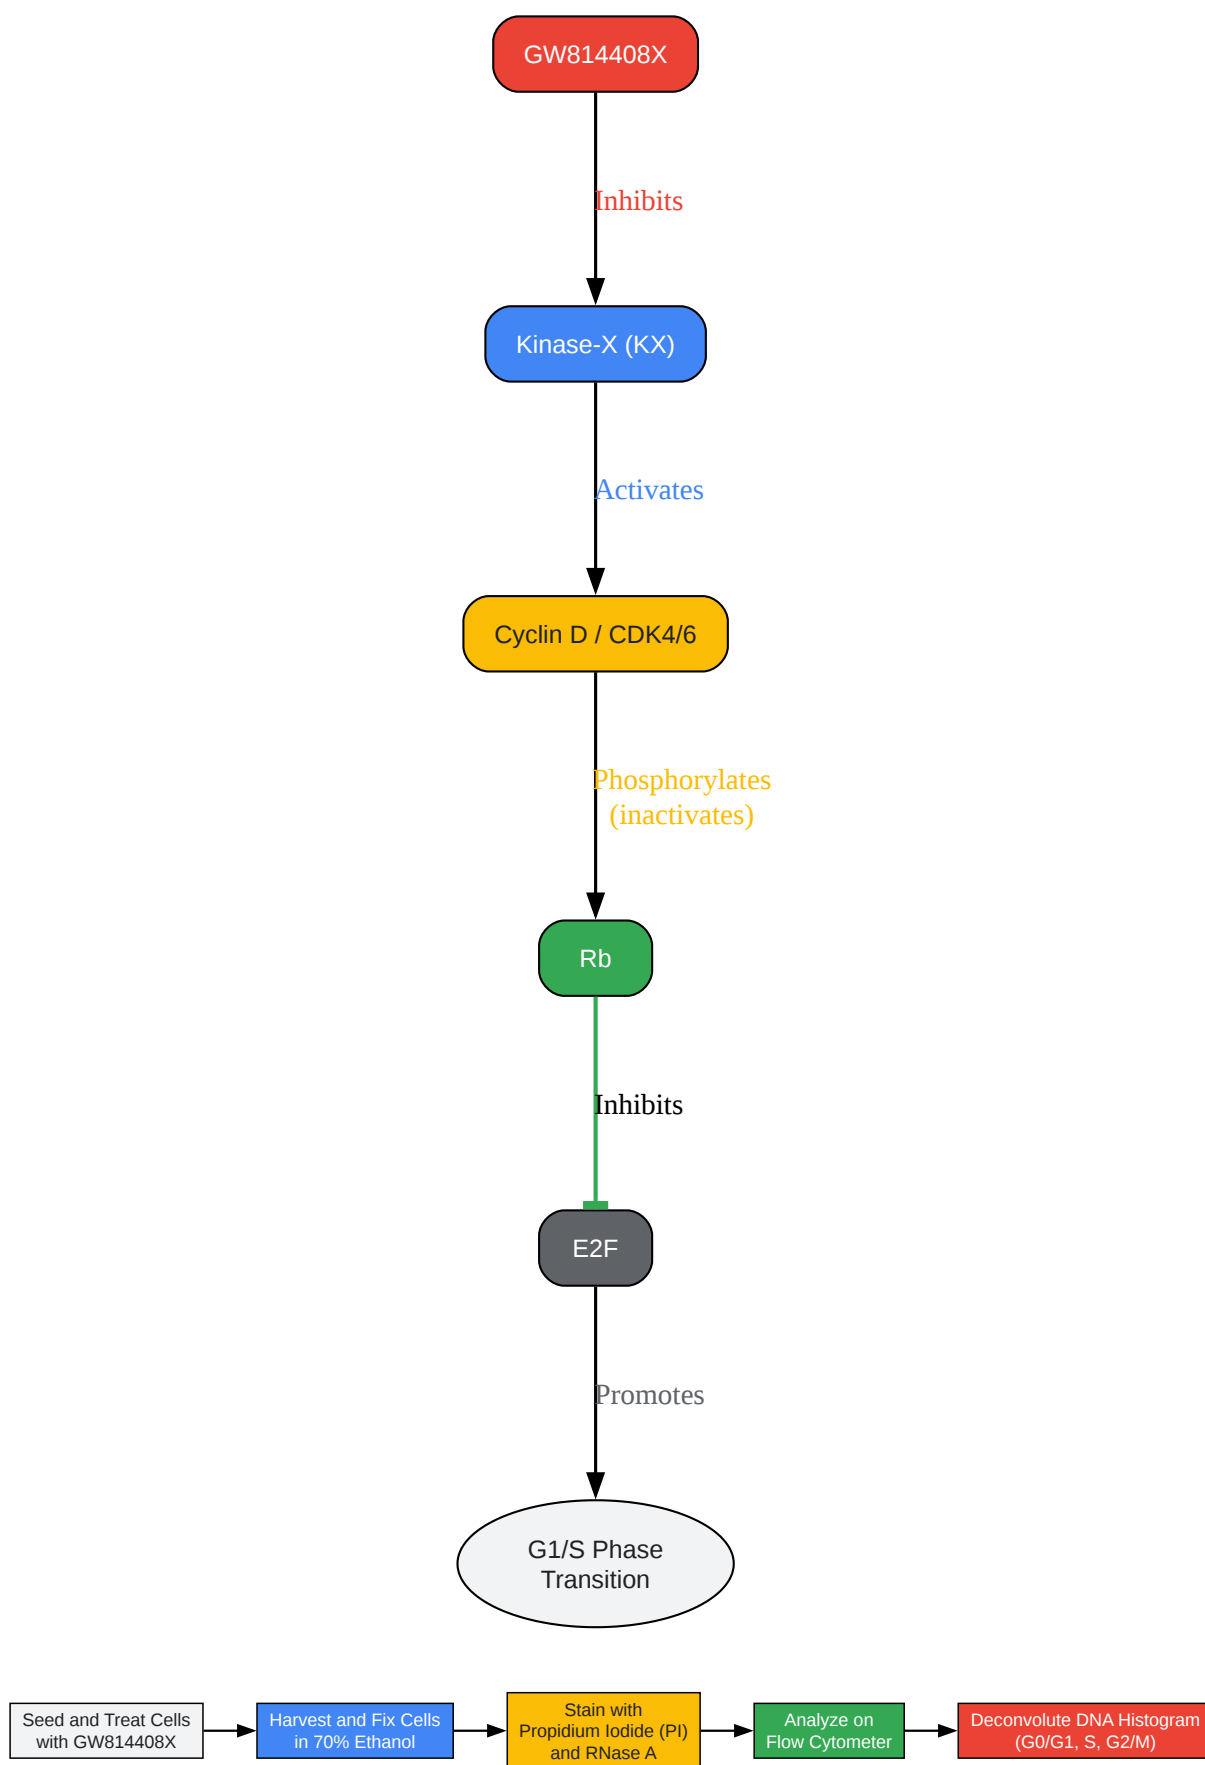 GW814408X
Inhibits
Kinase-X (KX)
Activates
Cyclin D / CDK4/6
Phosphorylates
(inactivates)
Rb
Inhibits
E2F
Promotes
G1/S Phase
Transition
Seed and Treat Cells
with GW814408X
Harvest and Fix Cells
in 70% Ethanol
Stain with
Propidium Iodide (PI)
and RNase A
Analyze on
Flow Cytometer
Deconvolute DNA Histogram
(G0/G1, S, G2/M)